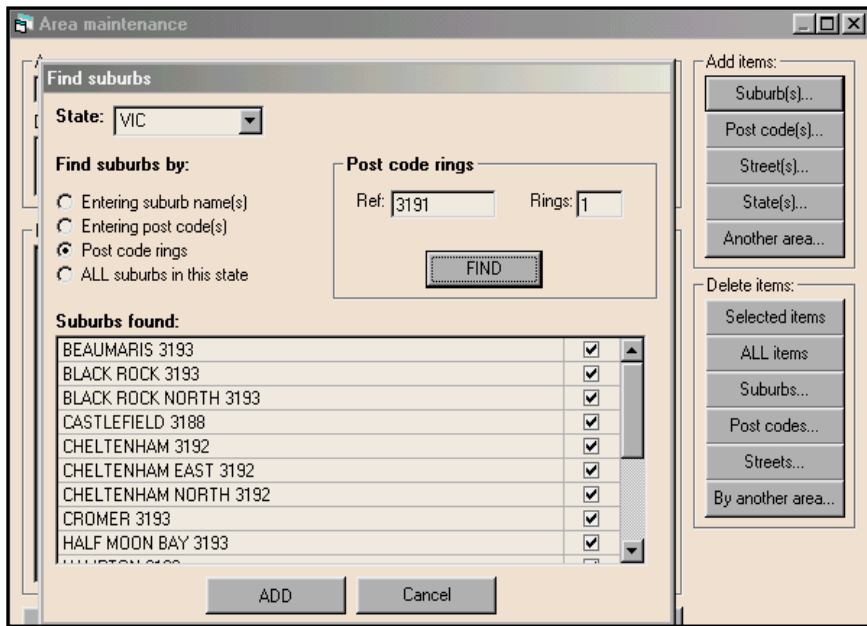 Area maintenance
Find suburbs
State: VIC
Find suburbs by:
Entering suburb name(s)
Entering post code(s)
Post code rings
ALL suburbs in this state
Post code rings
Ref: 3191 Rings: 1
FIND
Suburbs found:
BEAUMARIS 3193
BLACK ROCK 3193
BLACK ROCK NORTH 3193
CASTLEFIELD 3188
CHELTENHAM 3192
CHELTENHAM EAST 3192
CHELTENHAM NORTH 3192
CROMER 3193
HALF MOON BAY 3193
ADD Cancel
Add items:
Suburb(s)...
Post code(s)...
Street(s)...
State(s)...
Another area...
Delete items:
Selected items
ALL items
Suburbs...
Post codes...
Streets...
By another area...